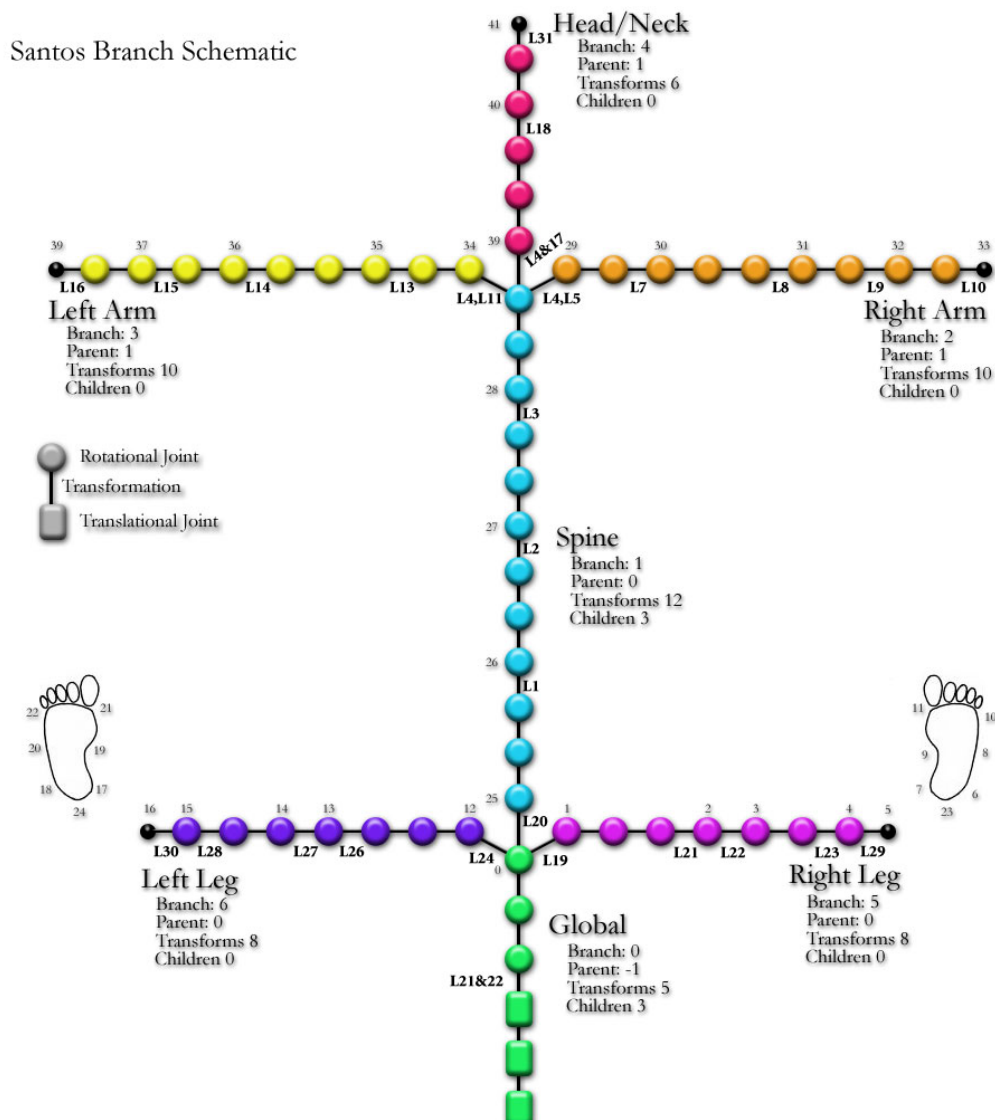 41
Head/Neck
L31
Branch: 4
Parent: 1
Transforms 6
Children 0
Santos Branch Schematic
40
L18
39
L4&17
39
37
36
35
34
29
30
31
32
33
L16
L15
L14
L13
L4,L11
L4,L5
L7
L8
L9
L10
Left Arm
Branch: 3
Parent: 1
Transforms 10
Children 0
Right Arm
Branch: 2
Parent: 1
Transforms 10
Children 0
28
L3
Rotational Joint
Transformation
Translational Joint
27
L2
Spine
Branch: 1
Parent: 0
Transforms 12
Children 3
26
L1
22
21
20
19
18
17
24
11
10
9
8
7
6
23
25
L20
16
15
14
13
12
1
2
3
4
5
L30
L28
L27
L26
L24
0
L19
L21
L22
L23
L29
Left Leg
Branch: 6
Parent: 0
Transforms 8
Children 0
Right Leg
Branch: 5
Parent: 0
Transforms 8
Children 0
Global
Branch: 0
Parent: -1
Transforms 5
Children 3
L21&22